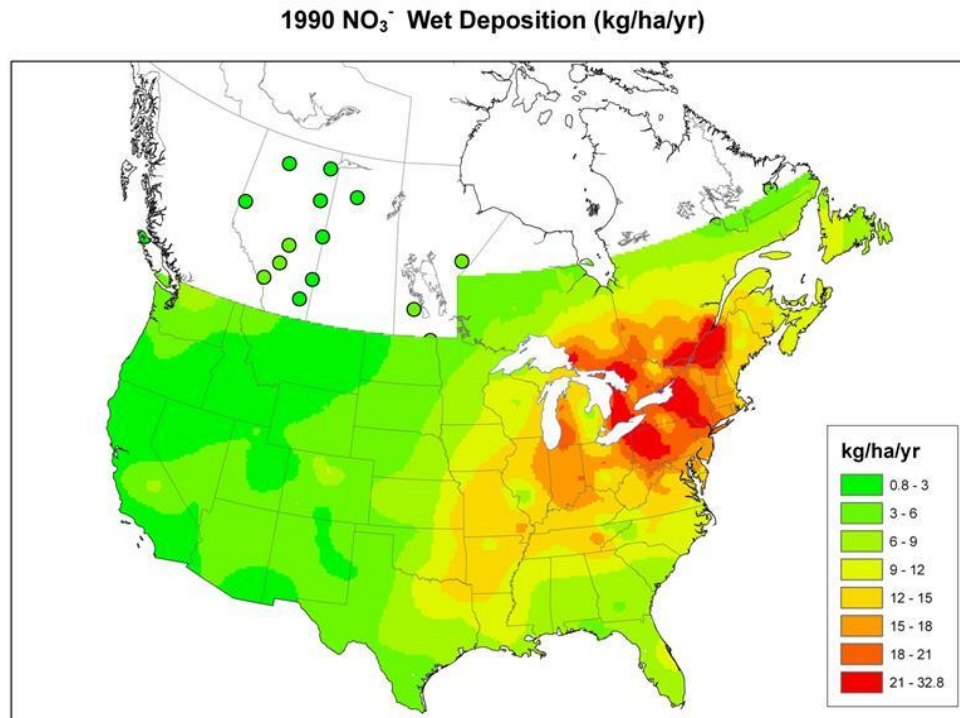 1990 NO₃⁻ Wet Deposition (kg/ha/yr)
kg/ha/yr
0.8 - 3
3 - 6
6 - 9
9 - 12
12 - 15
15 - 18
18 - 21
21 - 32.8